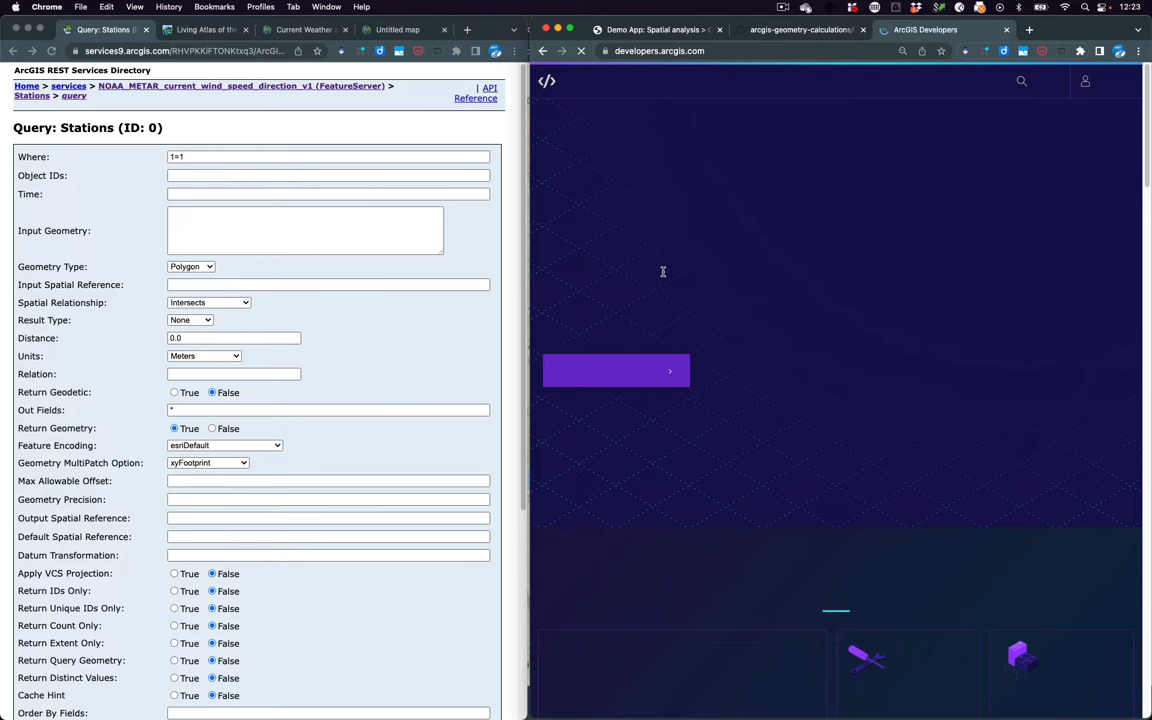 Chrome File Edit View History Bookmarks Profiles Tab Window Help 12:23
Query: Stations (I Living Atlas of the Current Weather Untitled map
Demo App: Spatial analysis > arcgis-geometry-calculations/ ArcGIS Developers
services9.arcgis.com/RHVPKKiFTONKtxq3/ArcGI...
developers.arcgis.com
ArcGIS REST Services Directory
Home > services > NOAA_METAR_current_wind_speed_direction_v1 (FeatureServer) >
Stations > query
| API
Reference
Query: Stations (ID: 0)
Where: 1=1
Object IDs:
Time:
Input Geometry:
Geometry Type: Polygon
Input Spatial Reference:
Spatial Relationship: Intersects
Result Type: None
Distance: 0.0
Units: Meters
Relation:
Return Geodetic: True False
Out Fields: *
Return Geometry: True False
Feature Encoding: esriDefault
Geometry MultiPatch Option: xyFootprint
Max Allowable Offset:
Geometry Precision:
Output Spatial Reference:
Default Spatial Reference:
Datum Transformation:
Apply VCS Projection: True False
Return IDs Only: True False
Return Unique IDs Only: True False
Return Count Only: True False
Return Extent Only: True False
Return Query Geometry: True False
Return Distinct Values: True False
Cache Hint True False
Order By Fields: